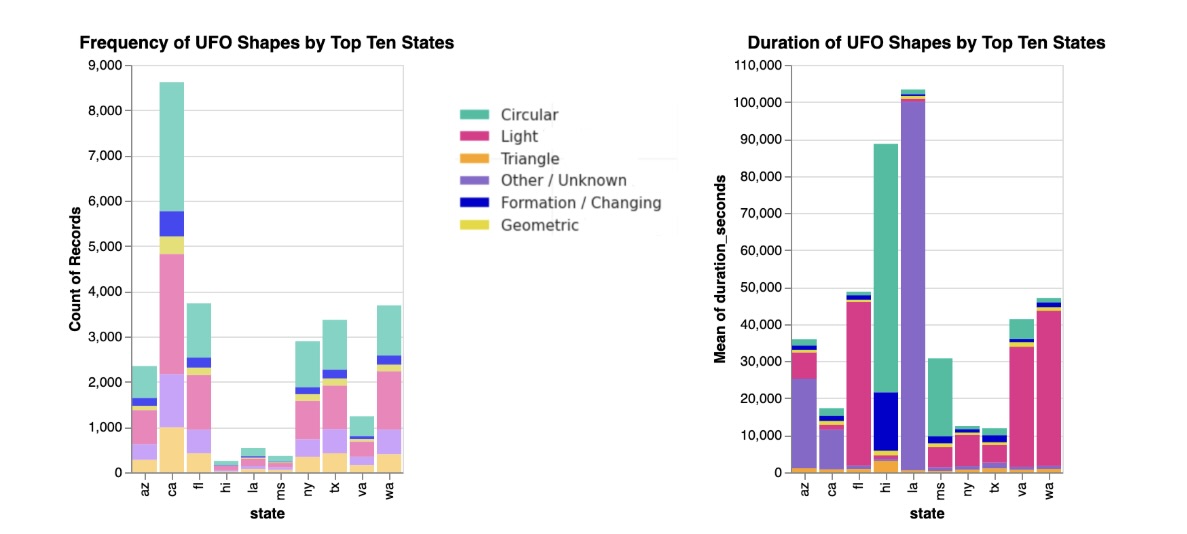 Frequency of UFO Shapes by Top Ten States
9,000
8,000
7,000
6,000
5,000
4,000
3,000
2,000
1,000
0
Count of Records
az
ca
fl
hi
la
ms
ny
tx
va
wa
state
Circular
Light
Triangle
Other / Unknown
Formation / Changing
Geometric
Duration of UFO Shapes by Top Ten States
110,000
100,000
90,000
80,000
70,000
60,000
50,000
40,000
30,000
20,000
10,000
0
Mean of duration_seconds
az
ca
fl
hi
la
ms
ny
tx
va
wa
state